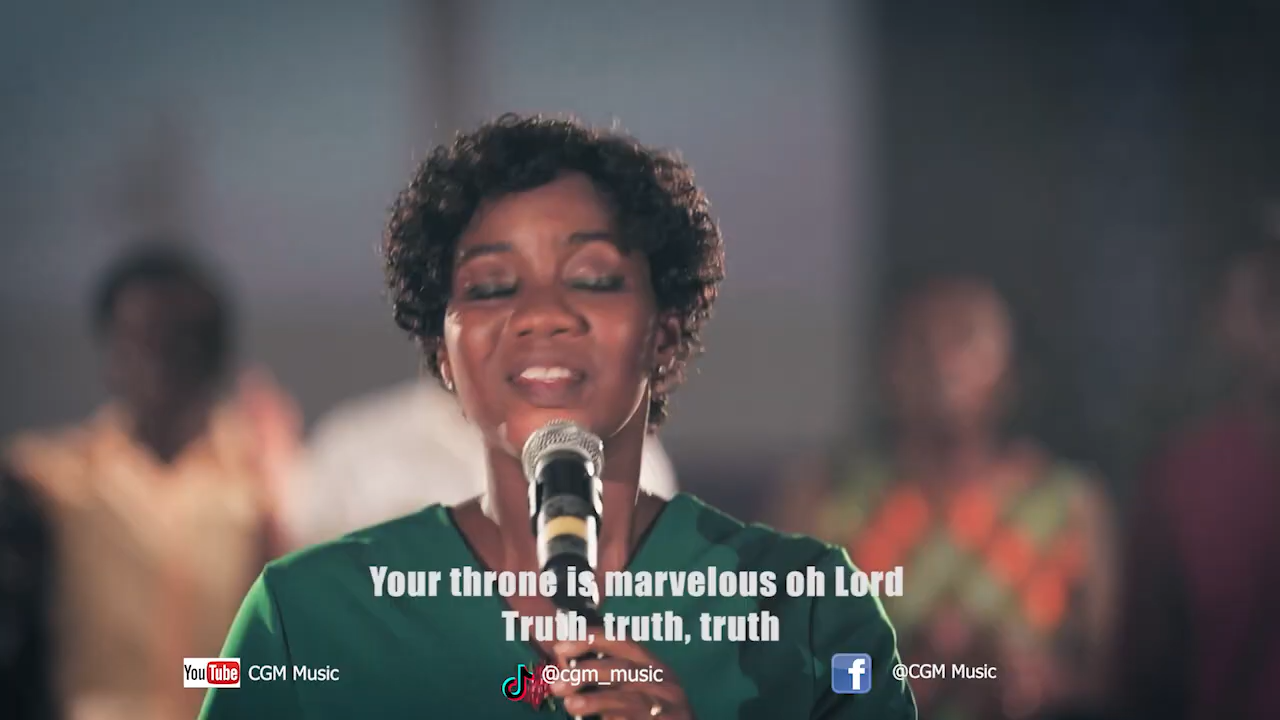 Your throne is marvelous oh Lord
Truth, truth, truth
YouTube CGM Music
@cgm_music
@CGM Music